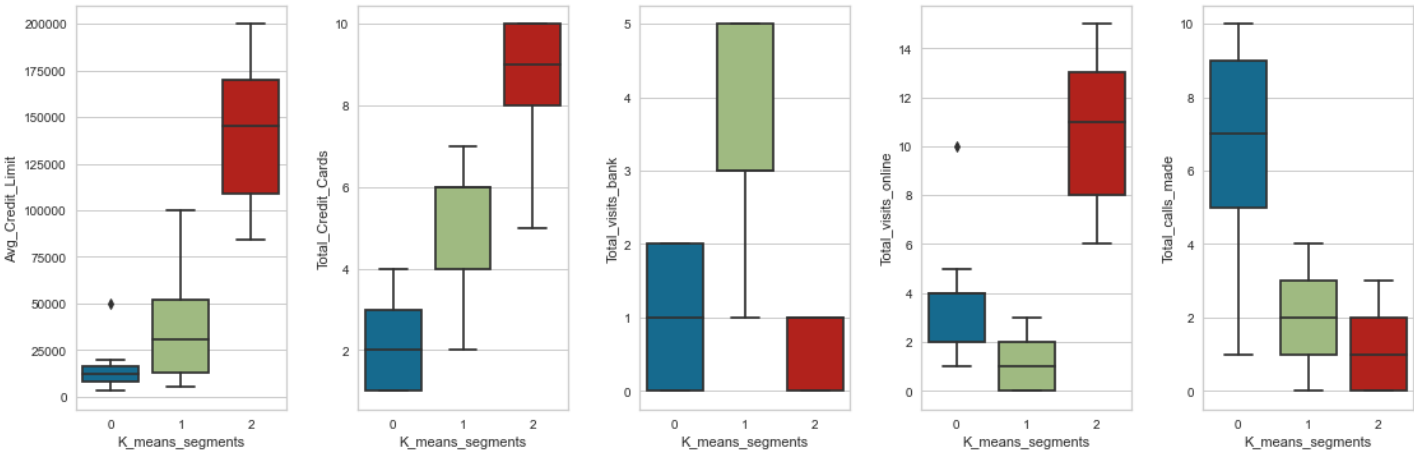 Avg_Credit_Limit
200000
175000
150000
125000
100000
75000
50000
25000
0
0 1 2
K_means_segments
Total_Credit_Cards
10
8
6
4
2
0 1 2
K_means_segments
Total_visits_bank
5
4
3
2
1
0
0 1 2
K_means_segments
Total_visits_online
14
12
10
8
6
4
2
0
0 1 2
K_means_segments
Total_calls_made
10
8
6
4
2
0
0 1 2
K_means_segments